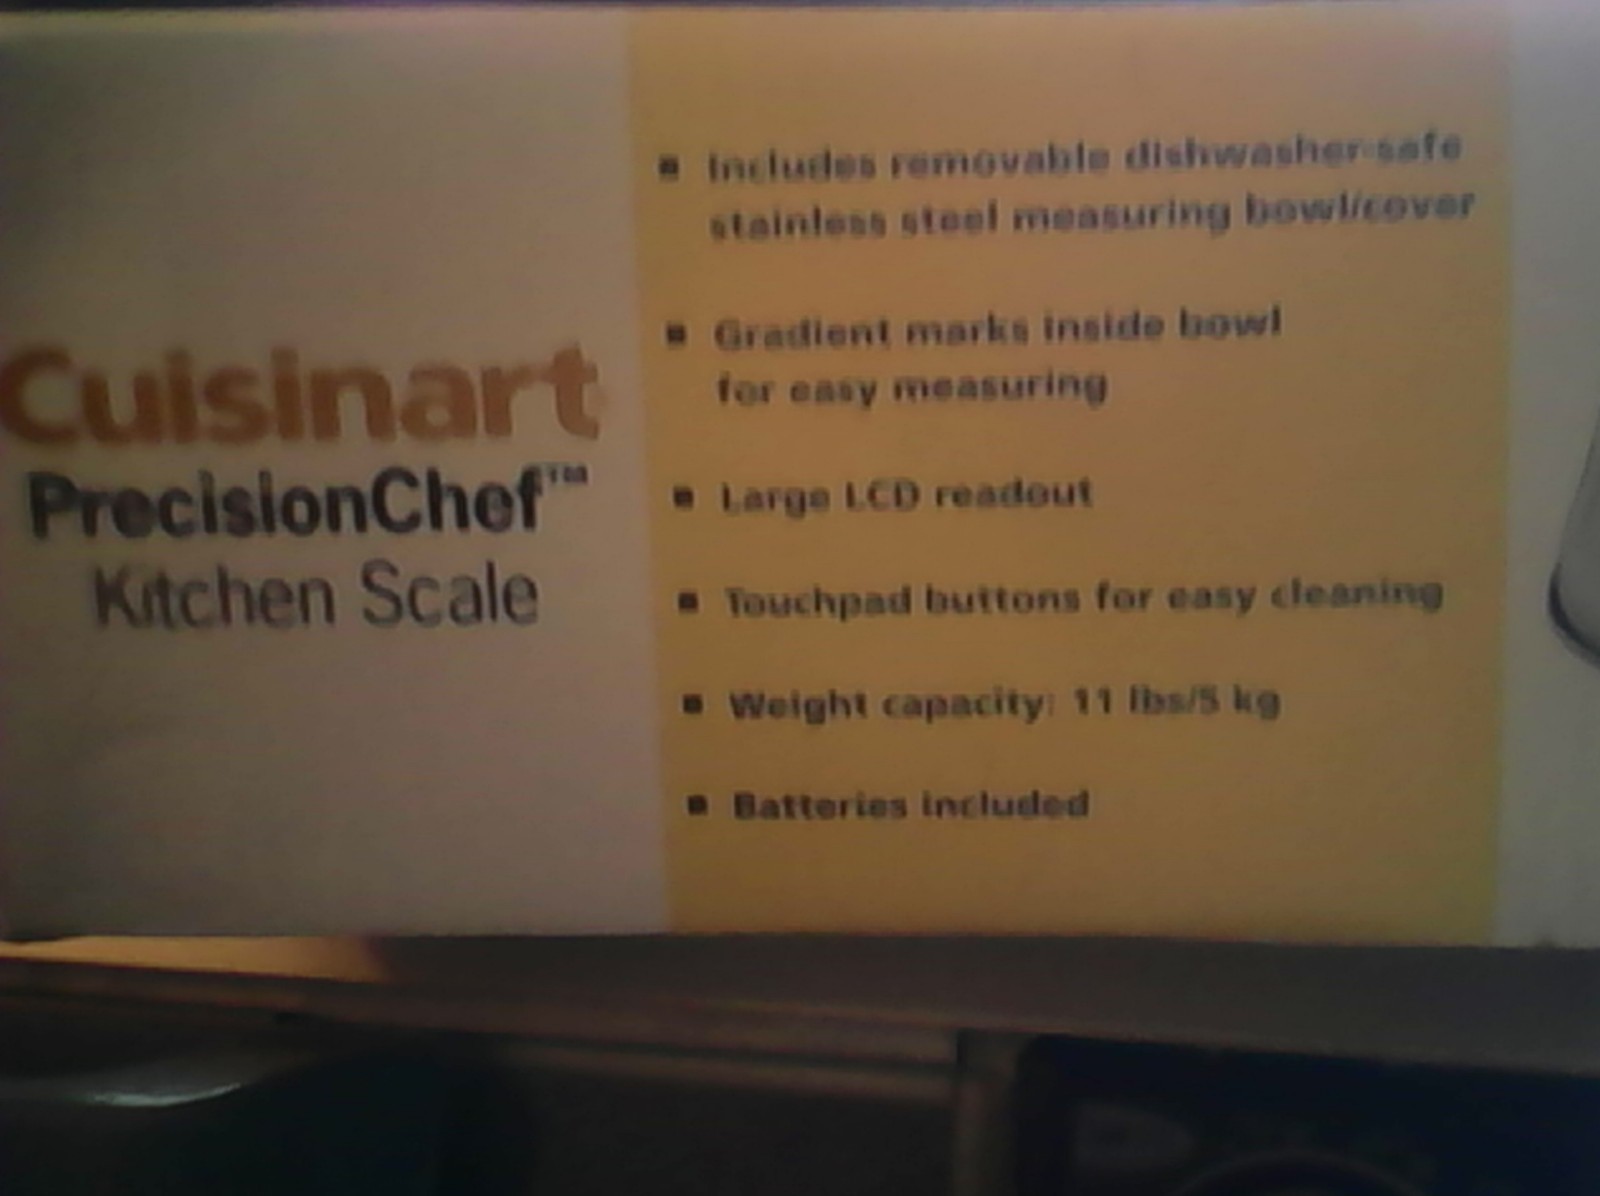 Cuisinart
PrecisionChef™
Kitchen Scale
▪ Includes removable dishwasher-safe
stainless steel measuring bowl/cover
▪ Gradient marks inside bowl
for easy measuring
▪ Large LCD readout
▪ Touchpad buttons for easy cleaning
▪ Weight capacity: 11 lbs/5 kg
▪ Batteries included